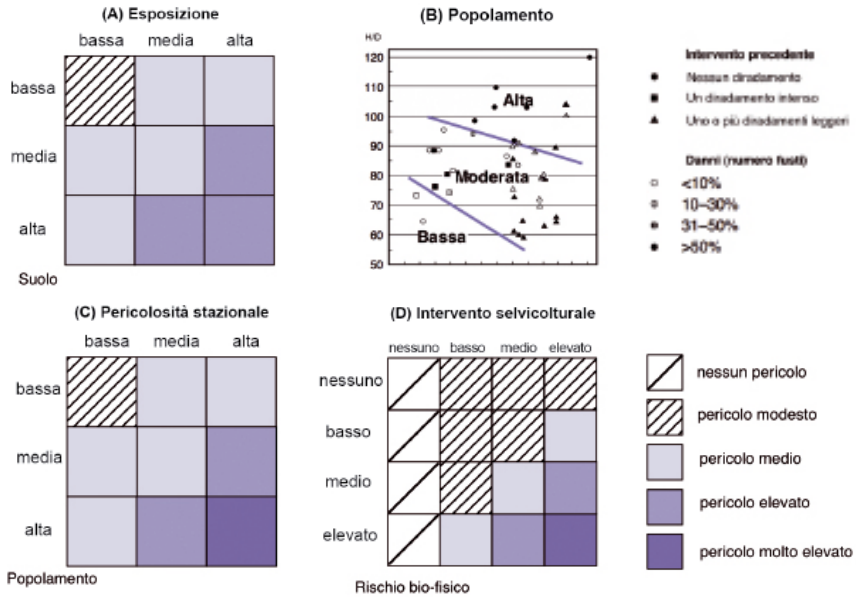 (A) Esposizione
bassa media alta
bassa
media
alta
Suolo
(B) Popolamento
H/D
120
110
100
90
80
70
60
50
Alta
Moderata
Bassa
Intervento precedente
Nessun diradamento
Un diradamento intenso
Uno o più diradamenti leggeri
Danni (numero fusti)
<10%
10–30%
31–50%
>50%
(C) Pericolosità stazionale
bassa media alta
bassa
media
alta
Popolamento
(D) Intervento selvicolturale
nessuno basso medio elevato
nessuno
basso
medio
elevato
Rischio bio-fisico
nessun pericolo
pericolo modesto
pericolo medio
pericolo elevato
pericolo molto elevato